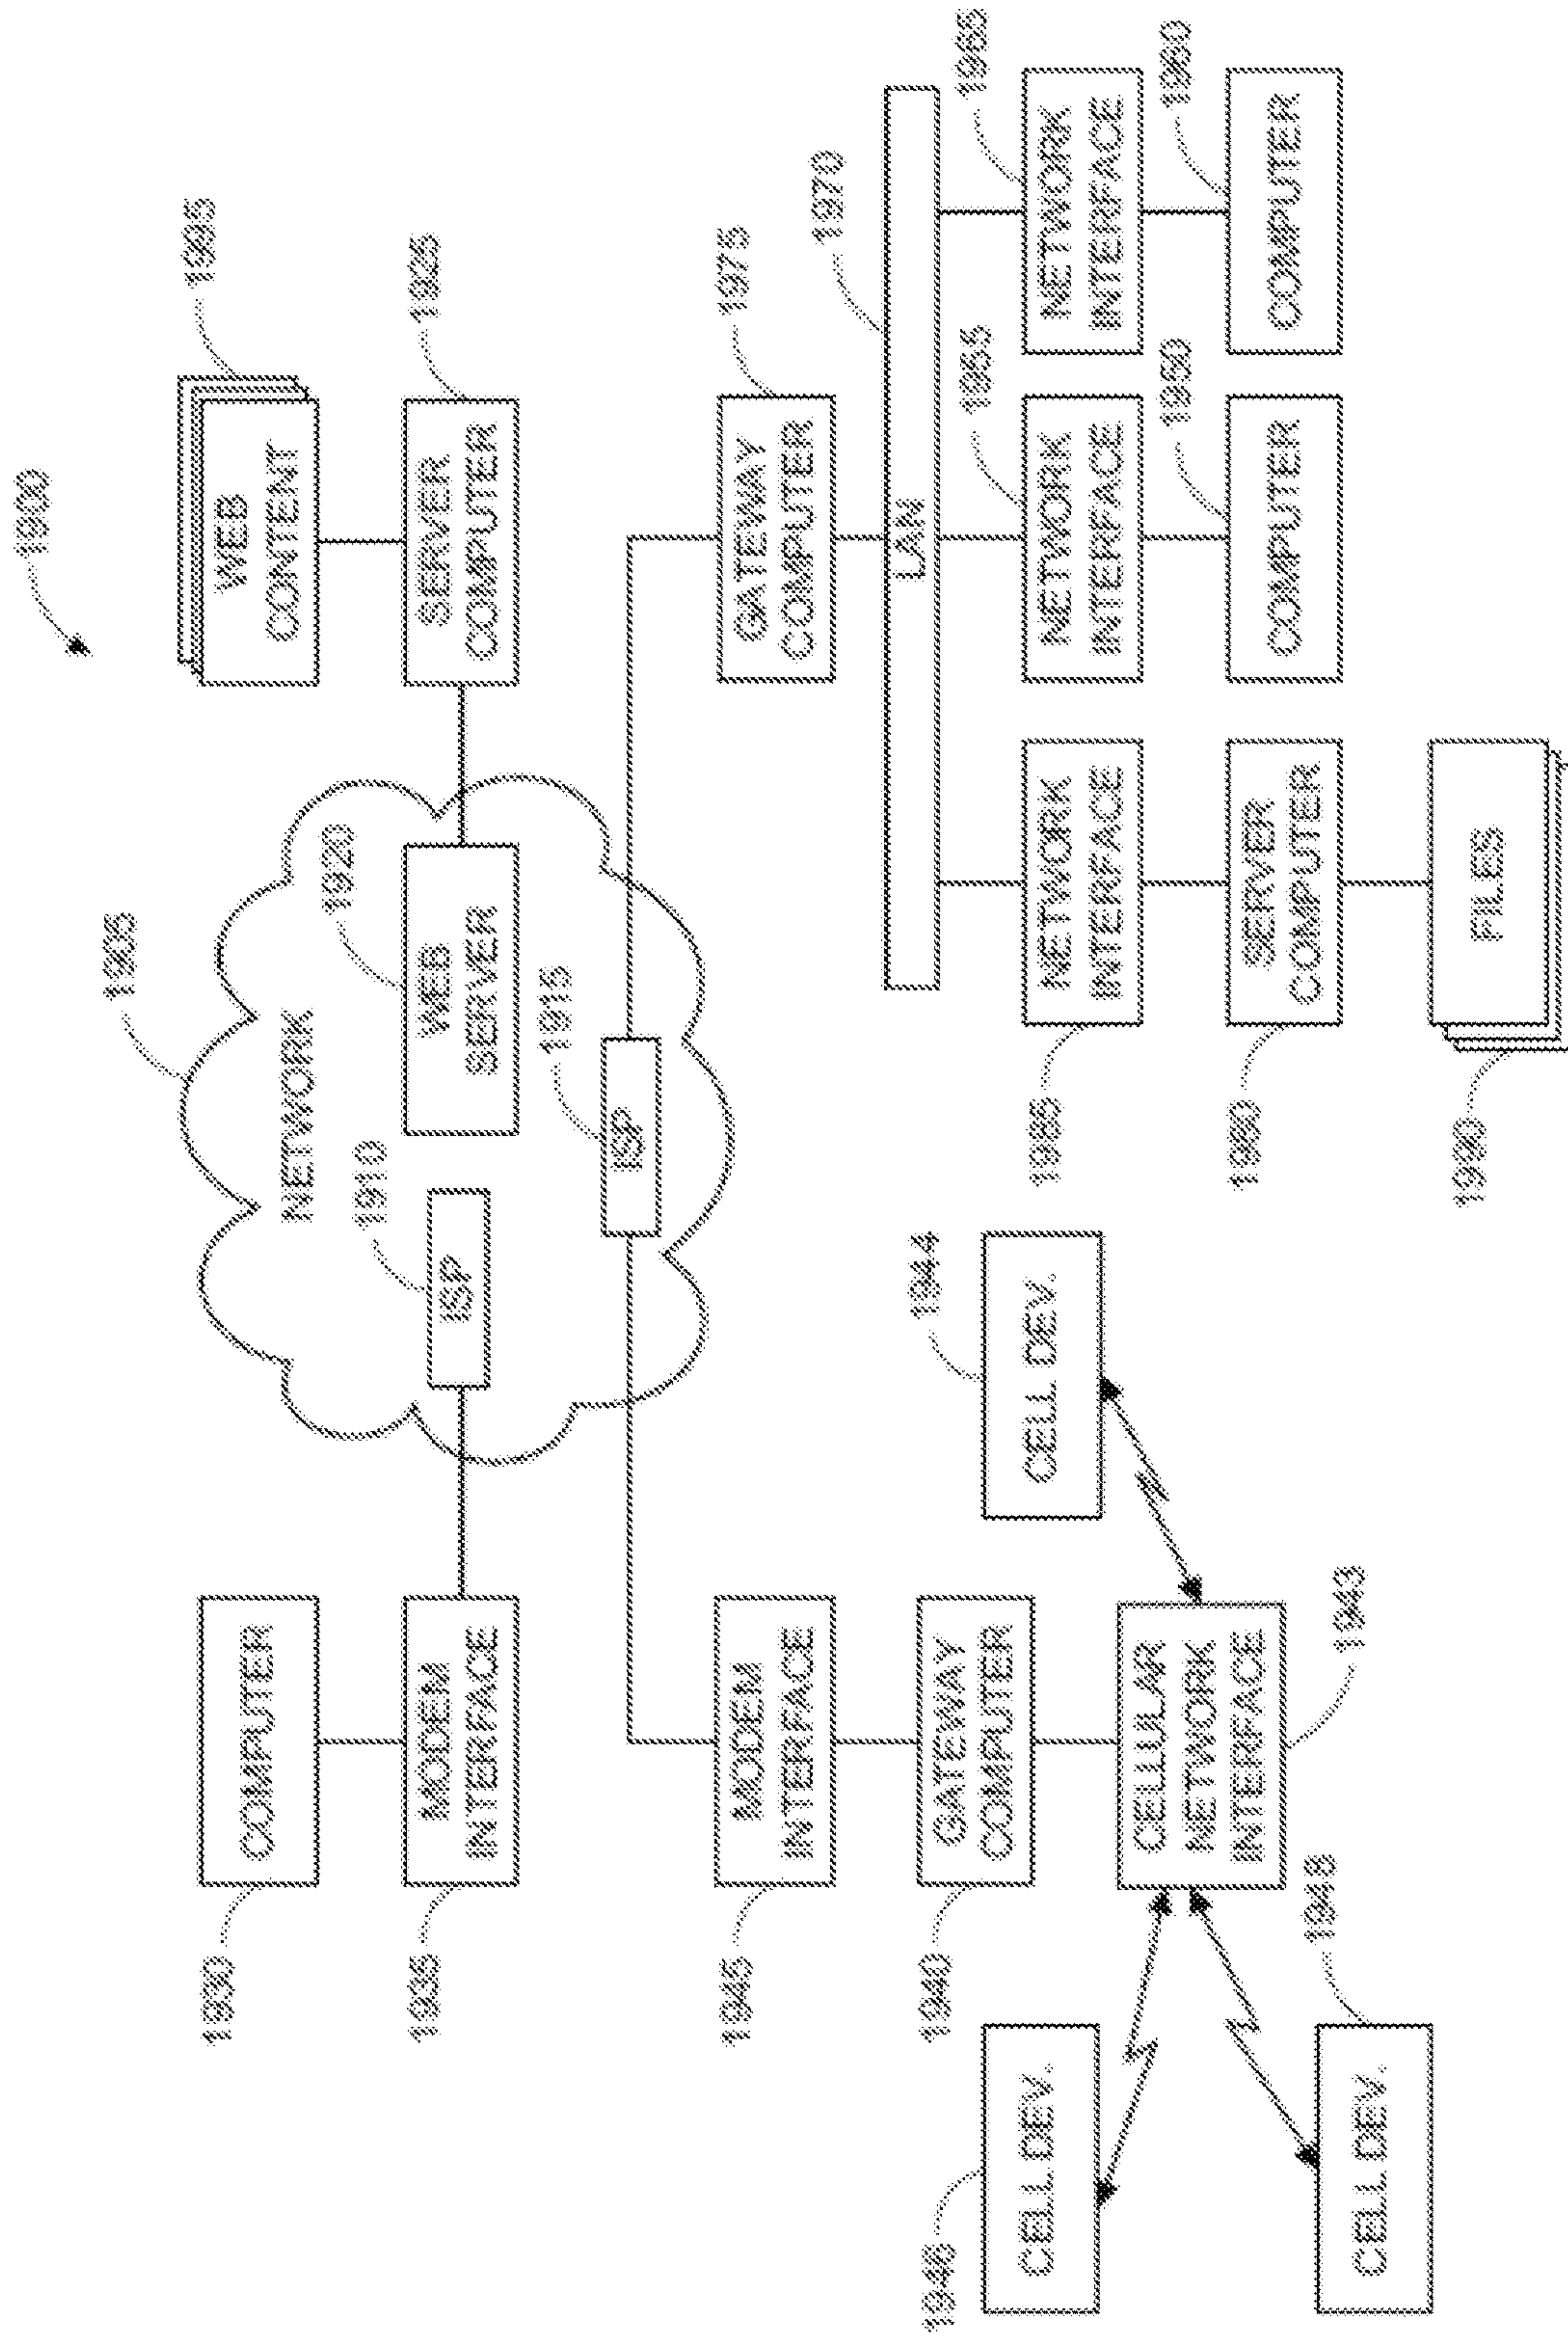 1900
1905
NETWORK
1995
WEB
CONTENT
1930
COMPUTER
1910
ISP
1920
WEB
SERVER
1925
SERVER
COMPUTER
1935
MODEM
INTERFACE
1915
ISP
1945
MODEM
INTERFACE
1975
GATEWAY
COMPUTER
1970
LAN
1940
GATEWAY
COMPUTER
1944
CELL DEV.
1946
CELL DEV.
1943
CELLULAR
NETWORK
INTERFACE
1948
CELL DEV.
1985
NETWORK
INTERFACE
1955
NETWORK
INTERFACE
1965
NETWORK
INTERFACE
1980
SERVER
COMPUTER
1950
COMPUTER
1960
COMPUTER
1990
FILES